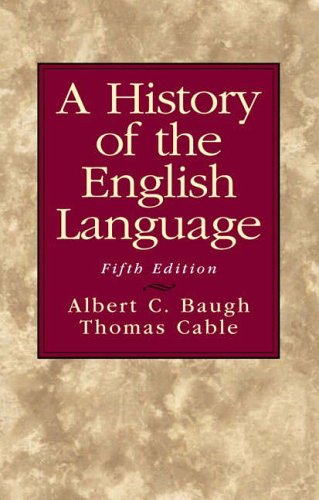 A History
of the
English
Language
Fifth Edition
Albert C. Baugh
Thomas Cable